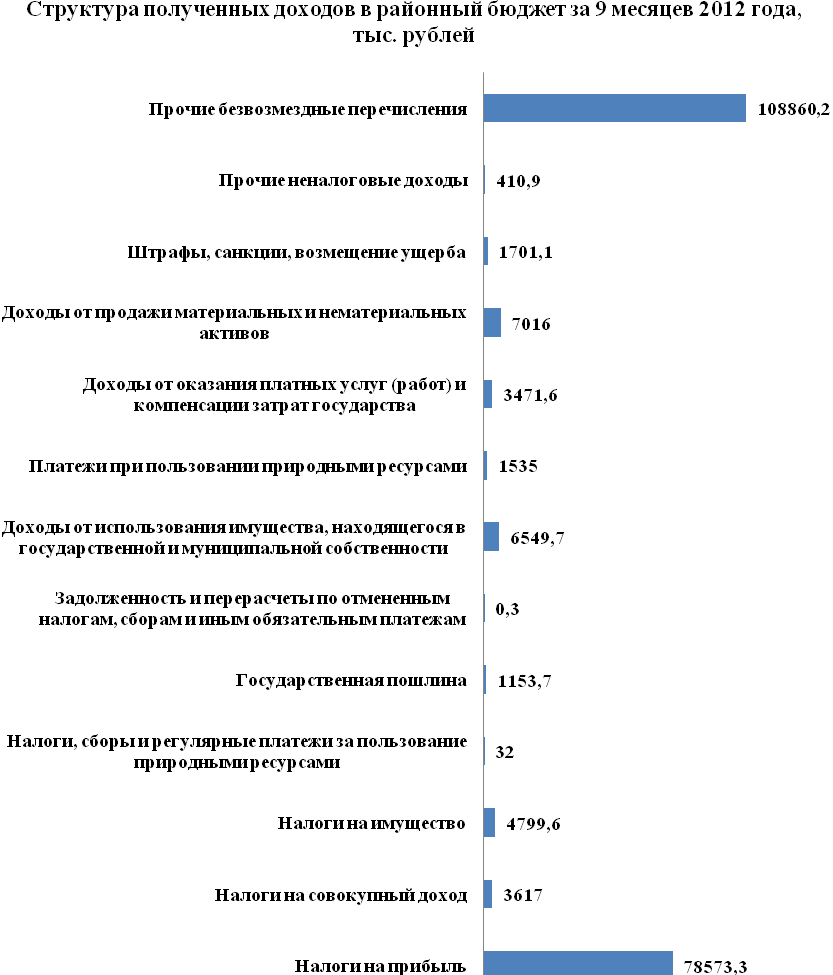 Структура полученных доходов в районный бюджет за 9 месяцев 2012 года,
тыс. рублей
Прочие безвозмездные перечисления
108860,2
Прочие неналоговые доходы
410,9
Штрафы, санкции, возмещение ущерба
1701,1
Доходы от продажи материальных и нематериальных
активов
7016
Доходы от оказания платных услуг (работ) и
компенсации затрат государства
3471,6
Платежи при пользовании природными ресурсами
1535
Доходы от использования имущества, находящегося в
государственной и муниципальной собственности
6549,7
Задолженность и перерасчеты по отмененным
налогам, сборам и иным обязательным платежам
0,3
Государственная пошлина
1153,7
Налоги, сборы и регулярные платежи за пользование
природными ресурсами
32
Налоги на имущество
4799,6
Налоги на совокупный доход
3617
Налоги на прибыль
78573,3